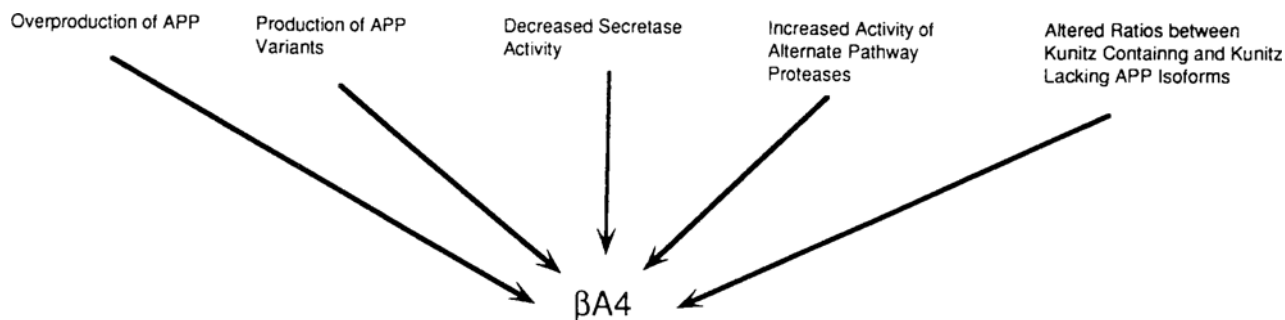 Overproduction of APP
Production of APP
Variants
Decreased Secretase
Activity
Increased Activity of
Alternate Pathway
Proteases
Altered Ratios between
Kunitz Containng and Kunitz
Lacking APP Isoforms
βA4